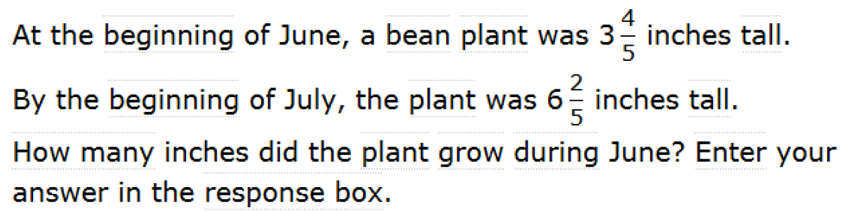 At the beginning of June, a bean plant was 3 4/5 inches tall.
By the beginning of July, the plant was 6 2/5 inches tall.
How many inches did the plant grow during June? Enter your
answer in the response box.